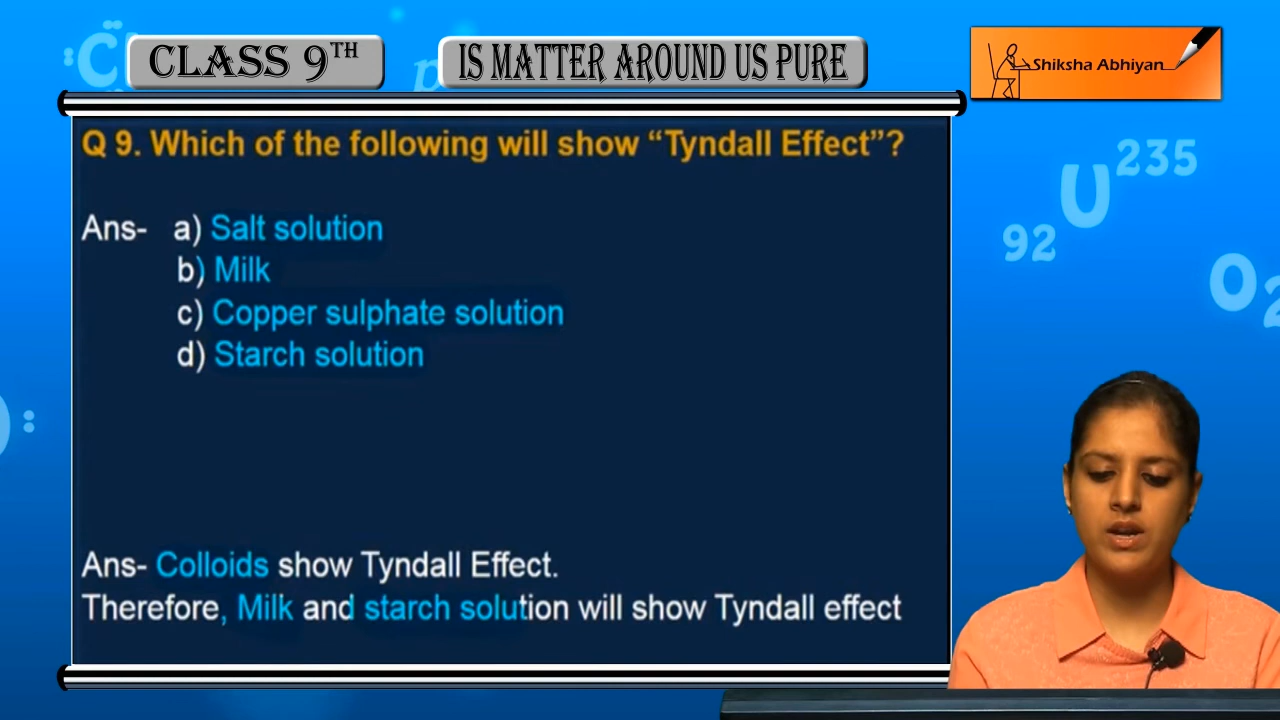 CLASS 9TH
IS MATTER AROUND US PURE
Shiksha Abhiyan
Q 9. Which of the following will show “Tyndall Effect”?
Ans- a) Salt solution
b) Milk
c) Copper sulphate solution
d) Starch solution
Ans- Colloids show Tyndall Effect.
Therefore, Milk and starch solution will show Tyndall effect
U 235
92
O2